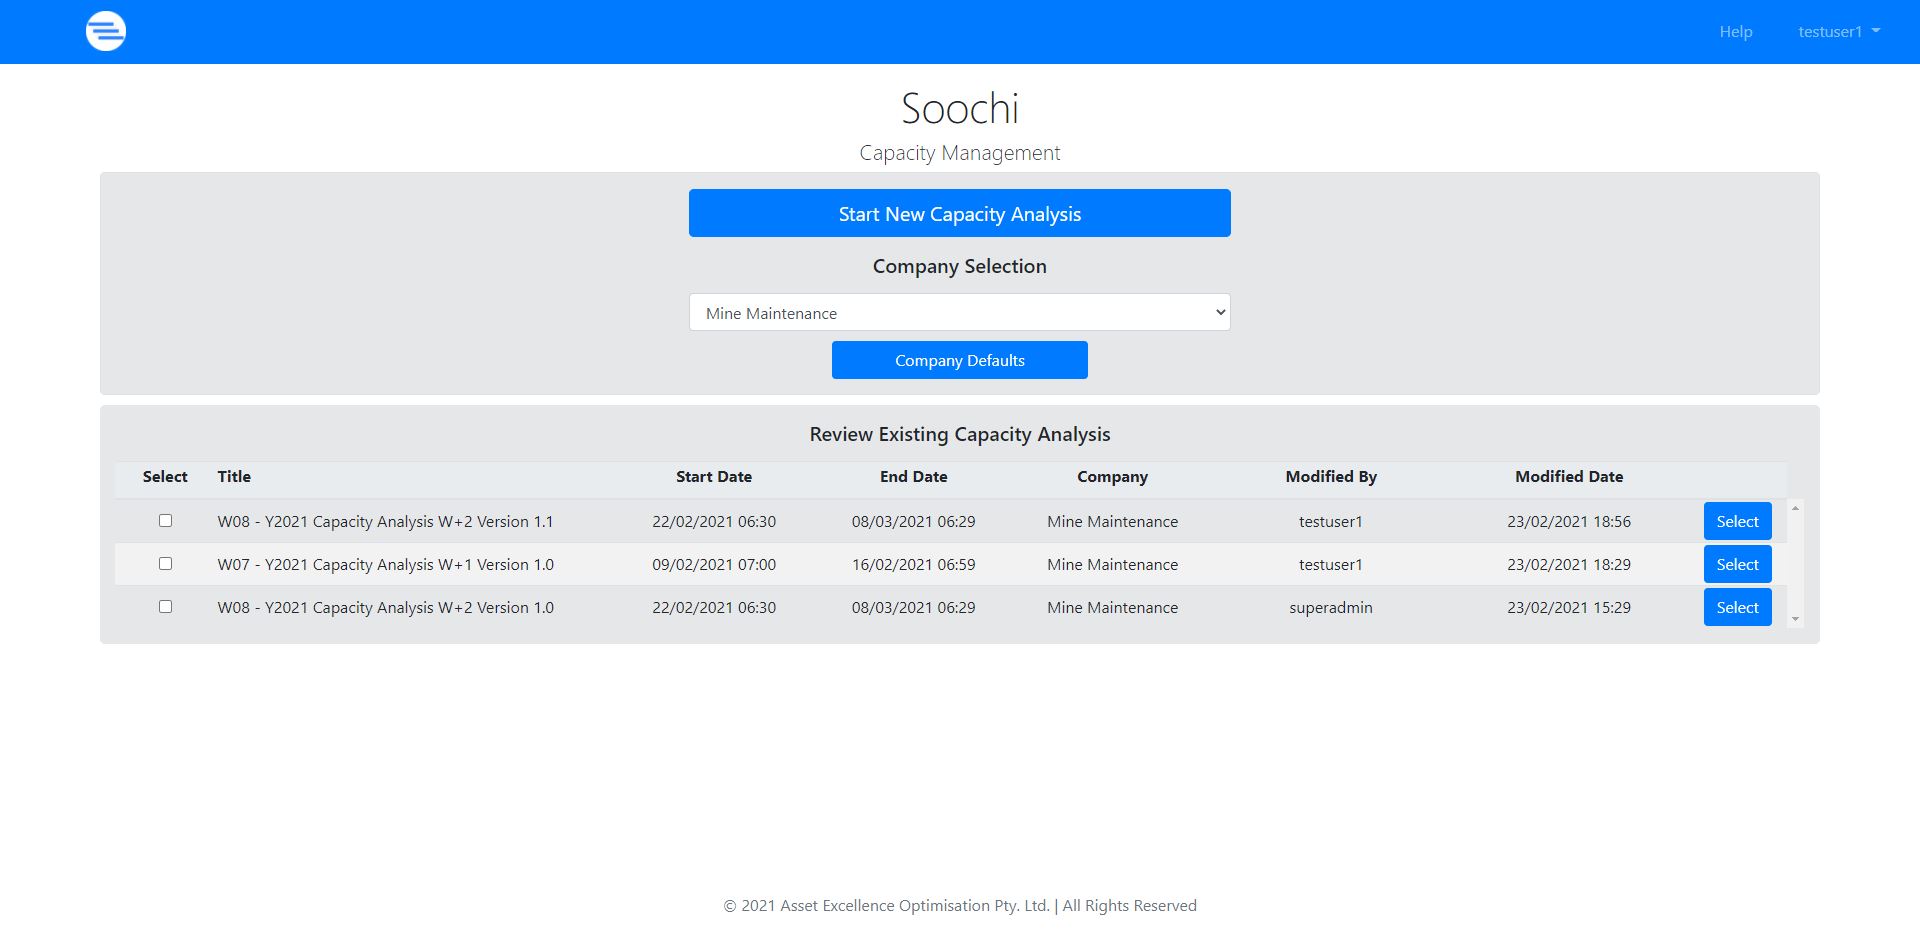 Help testuser1
Soochi
Capacity Management
Start New Capacity Analysis
Company Selection
Mine Maintenance
Company Defaults
Review Existing Capacity Analysis
Select Title Start Date End Date Company Modified By Modified Date
W08 - Y2021 Capacity Analysis W+2 Version 1.1 22/02/2021 06:30 08/03/2021 06:29 Mine Maintenance testuser1 23/02/2021 18:56 Select
W07 - Y2021 Capacity Analysis W+1 Version 1.0 09/02/2021 07:00 16/02/2021 06:59 Mine Maintenance testuser1 23/02/2021 18:29 Select
W08 - Y2021 Capacity Analysis W+2 Version 1.0 22/02/2021 06:30 08/03/2021 06:29 Mine Maintenance superadmin 23/02/2021 15:29 Select
© 2021 Asset Excellence Optimisation Pty. Ltd. | All Rights Reserved